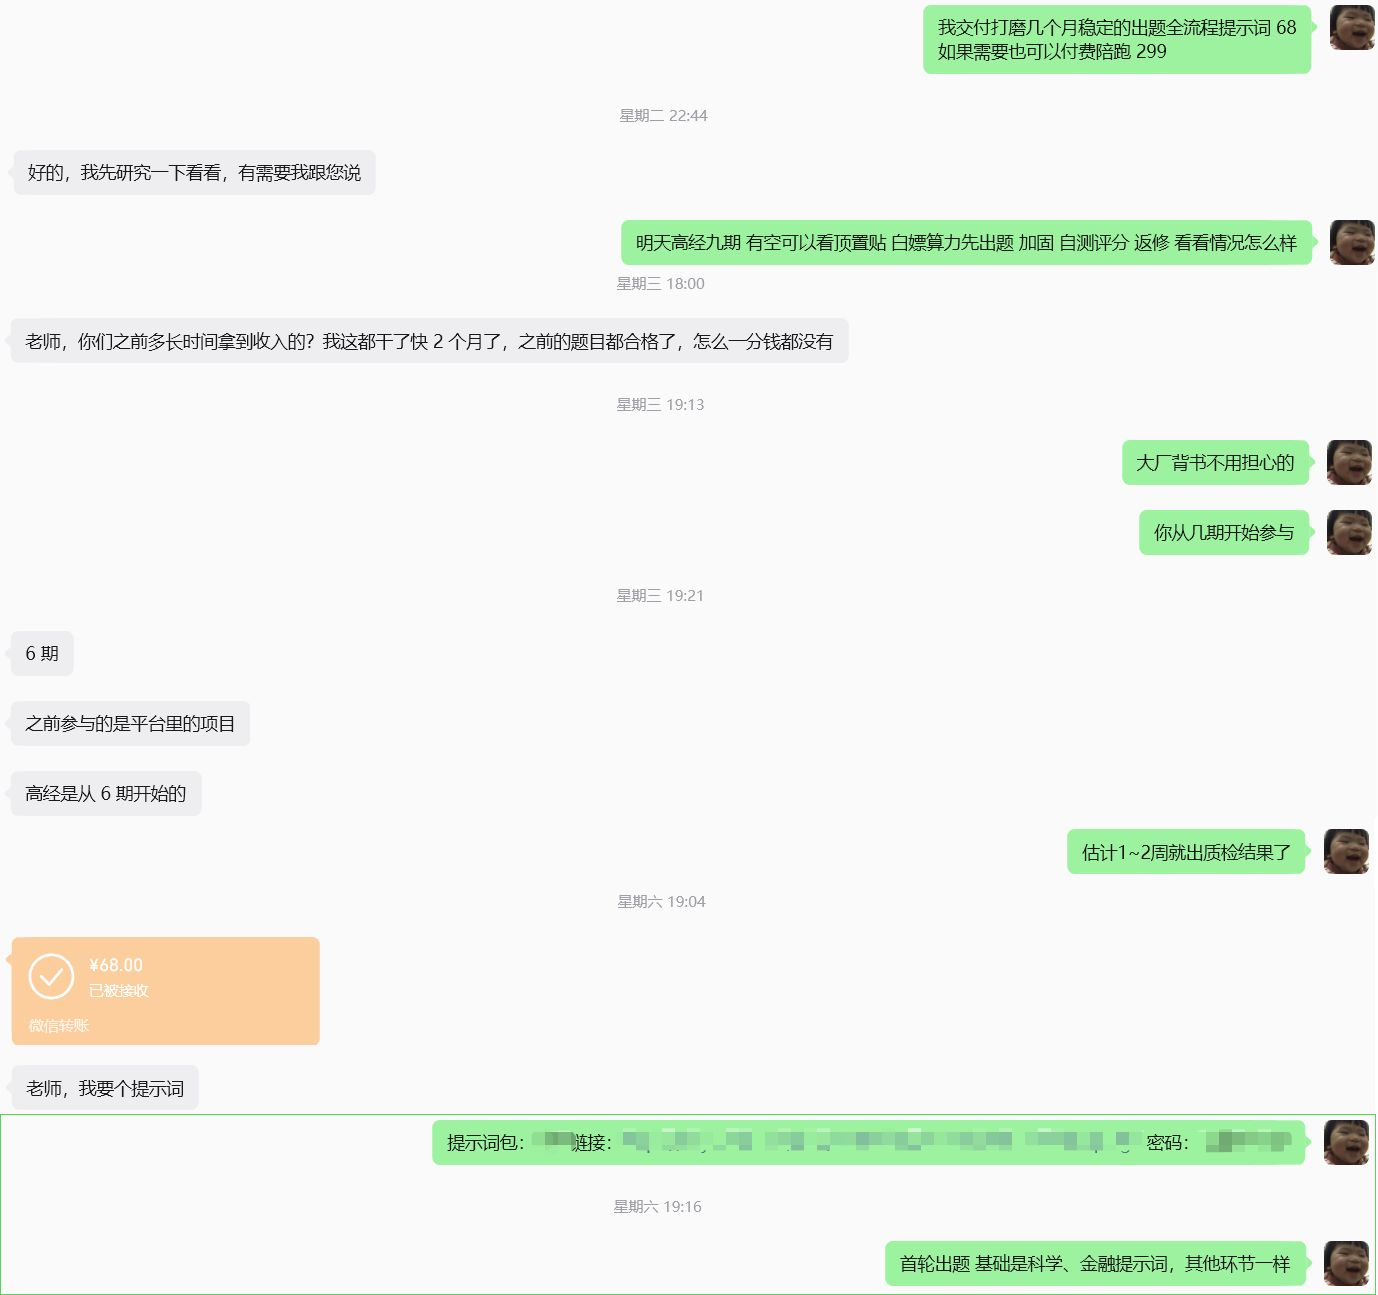 我交付打磨几个月稳定的出题全流程提示词 68
如果需要也可以付费陪跑 299
星期二 22:44
好的，我先研究一下看看，有需要我跟您说
明天高经九期 有空可以看顶置贴 白嫖算力先出题 加固 自测评分 返修 看看情况怎么样
星期三 18:00
老师，你们之前多长时间拿到收入的？我这都干了快 2 个月了，之前的题目都合格了，怎么一分钱都没有
星期三 19:13
大厂背书不用担心的
你从几期开始参与
星期三 19:21
6 期
之前参与的是平台里的项目
高经是从 6 期开始的
估计1~2周就出质检结果了
星期六 19:04
¥68.00
已被接收
微信转账
老师，我要个提示词
提示词包： 链接： 密码：
星期六 19:16
首轮出题 基础是科学、金融提示词，其他环节一样